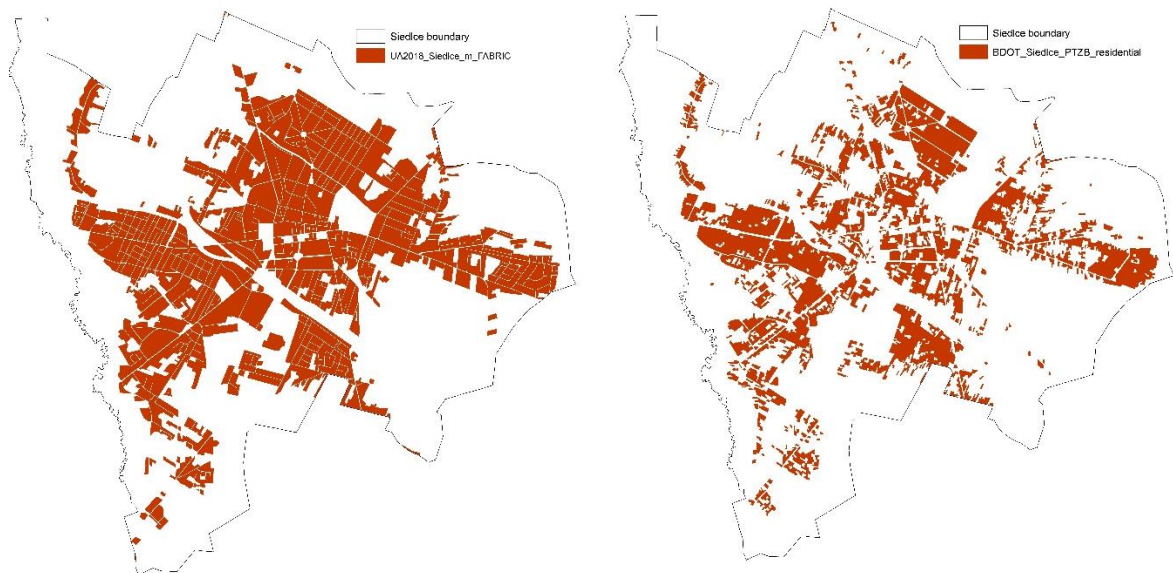 Siedlce boundary
UA2018_Siedlce_m_FABRIC
Siedlce boundary
BDOT_Siedlce_PTZB_residential